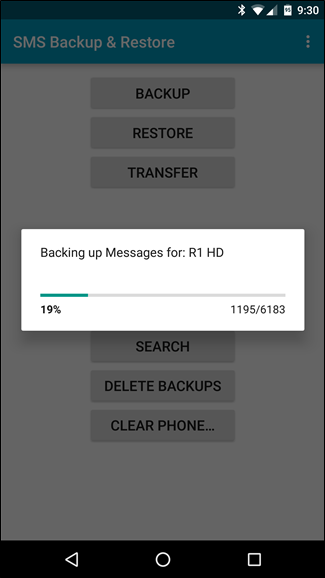 9:30
SMS Backup & Restore
BACKUP
RESTORE
TRANSFER
Backing up Messages for: R1 HD
19% 1195/6183
SEARCH
DELETE BACKUPS
CLEAR PHONE...